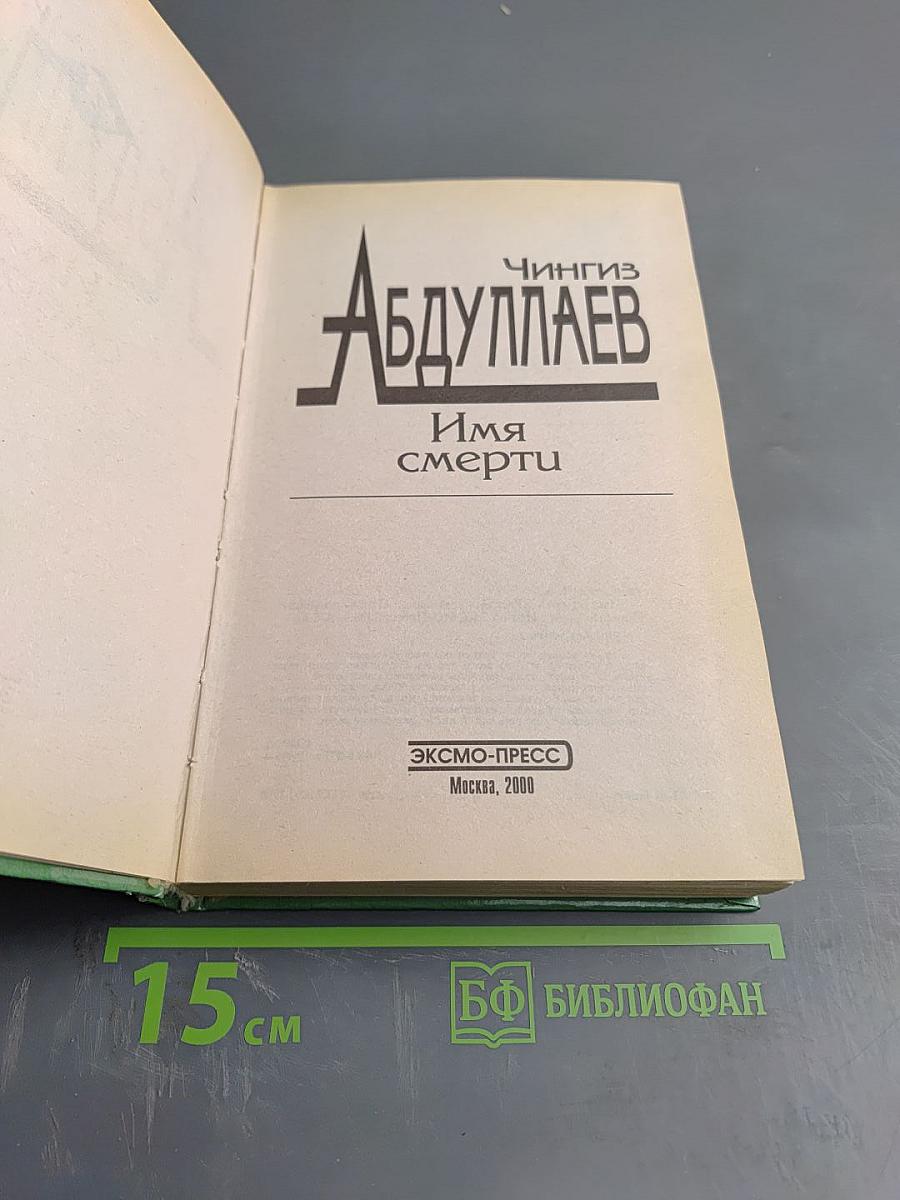 Чингиз
Абдуллаев
Имя
смерти
ЭКСМО-ПРЕСС
Москва, 2000
15 см
БФ БИБЛИОФАН